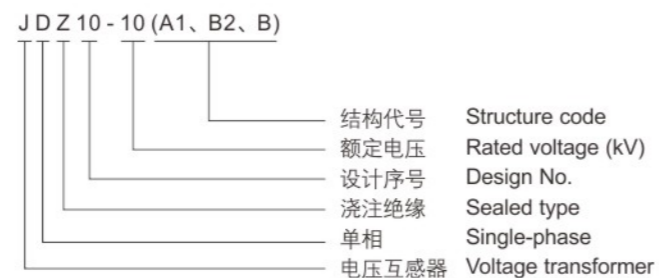 JDZ10-10(A1、B2、B)
结构代号 Structure code
额定电压 Rated voltage (kV)
设计序号 Design No.
浇注绝缘 Sealed type
单相 Single-phase
电压互感器 Voltage transformer